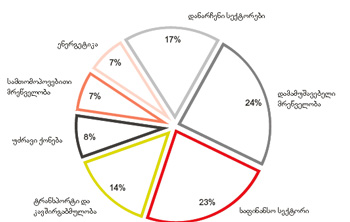 დანარჩენი სექტორები
17%
ენერგეტიკა
7%
სამთომოპოვებითი
მრეწველობა
7%
დამამუშავებელი
მრეწველობა
24%
უძრავი ქონება
8%
ტრანსპორტი და
კავშირგაბმულობა
14%
23%
საფინანსო სექტორი